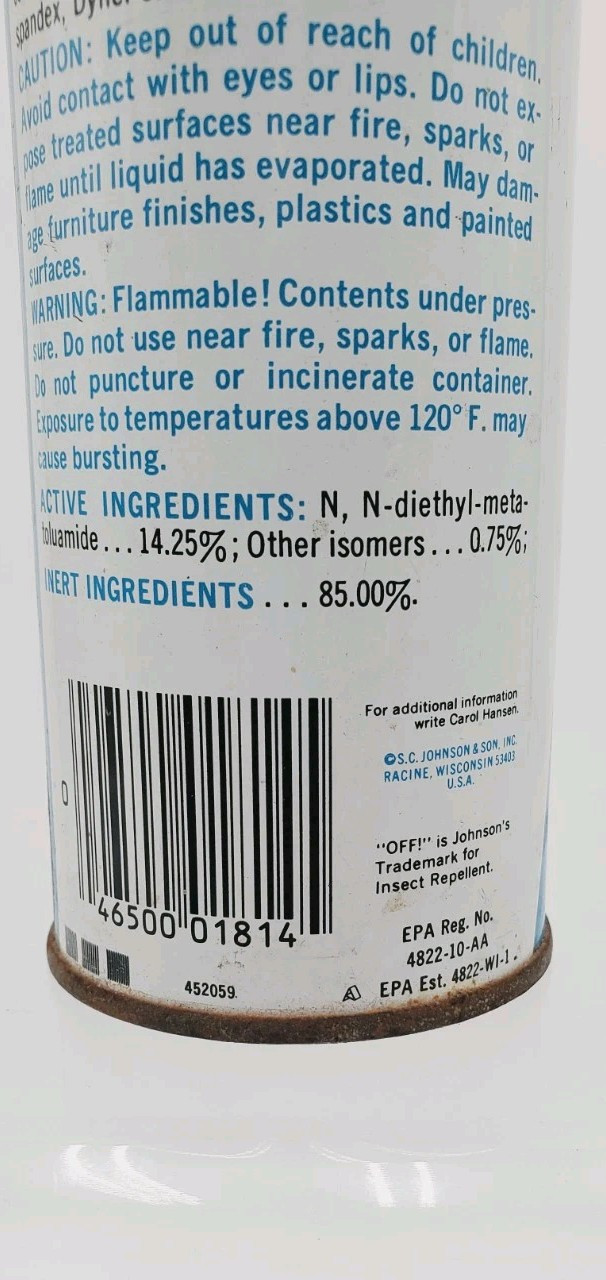 spandex,
CAUTION: Keep out of reach of children.
Avoid contact with eyes or lips. Do not ex-
pose treated surfaces near fire, sparks, or
flame until liquid has evaporated. May dam-
age furniture finishes, plastics and painted
surfaces.
WARNING: Flammable! Contents under pres-
sure. Do not use near fire, sparks, or flame.
Do not puncture or incinerate container.
Exposure to temperatures above 120° F. may
cause bursting.
ACTIVE INGREDIENTS: N, N-diethyl-meta-
toluamide ... 14.25%; Other isomers ... 0.75%;
INERT INGREDIENTS ... 85.00%.
For additional information
write Carol Hansen.
©S.C. JOHNSON & SON, INC.
RACINE, WISCONSIN 53403
U.S.A.
"OFF!" is Johnson's
Trademark for
Insect Repellent.
EPA Reg. No.
4822-10-AA
EPA Est. 4822-WI-1.
0
46500 01814
452059